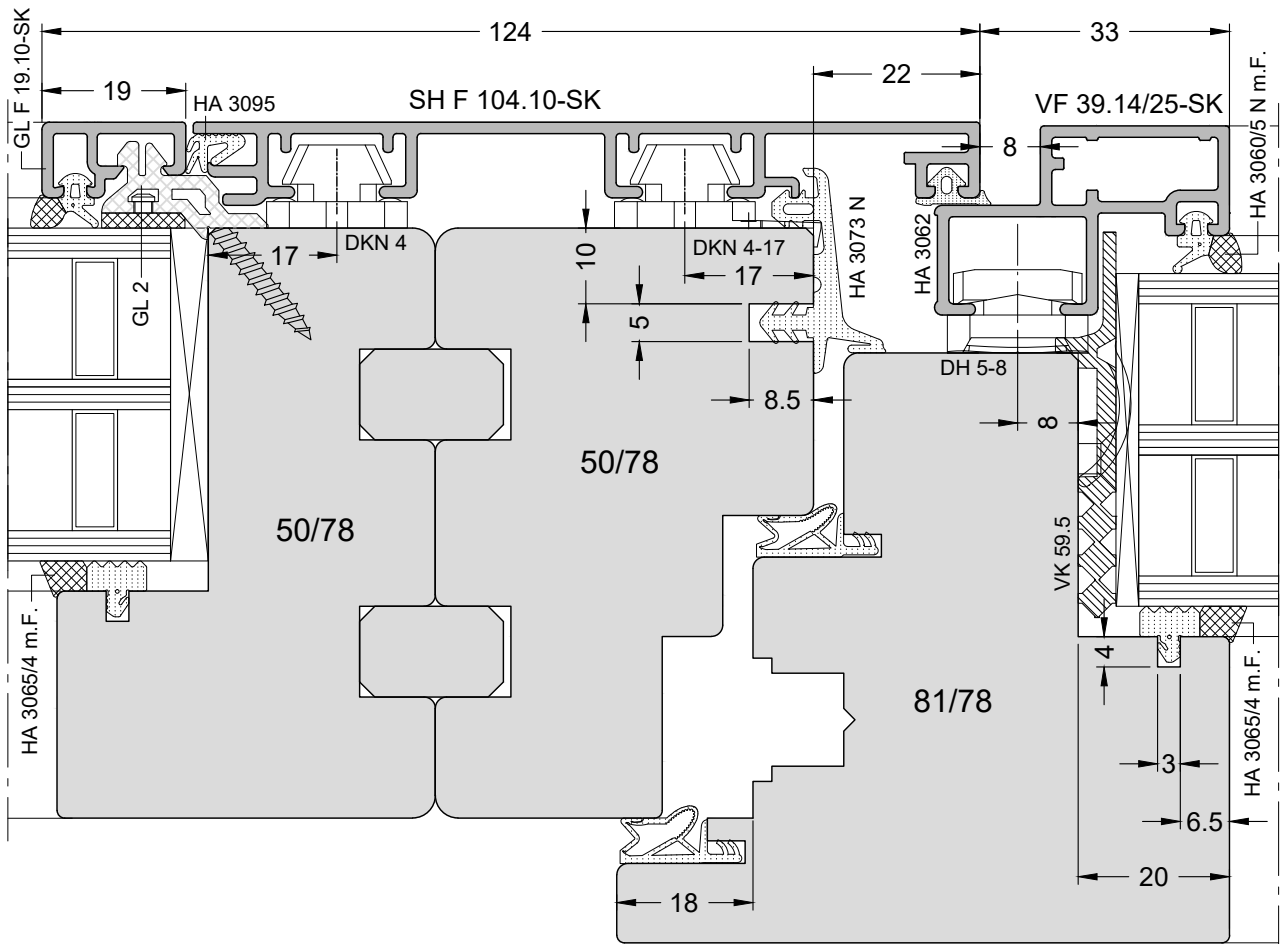 124
33
22
19
HA 3095
SH F 104.10-SK
VF 39.14/25-SK
GL F 19.10-SK
HA 3060/5 N m.F.
8
17
DKN 4
10
DKN 4-17
17
HA 3073 N
HA 3062
GL 2
5
DH 5-8
8.5
8
50/78
50/78
VK 59.5
HA 3065/4 m.F.
4
81/78
HA 3065/4 m.F.
3
6.5
18
20